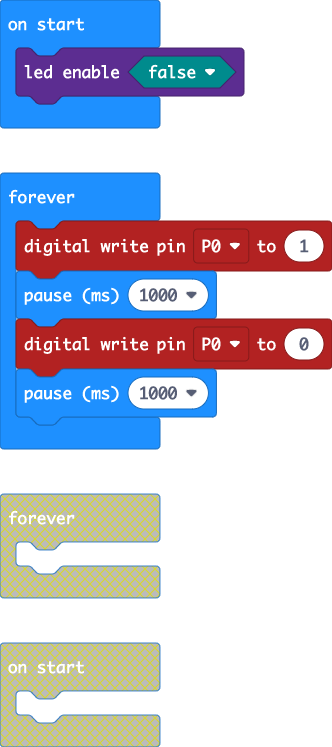 on start
led enable false
forever
digital write pin P0 to 1
pause (ms) 1000
digital write pin P0 to 0
pause (ms) 1000
forever
on start